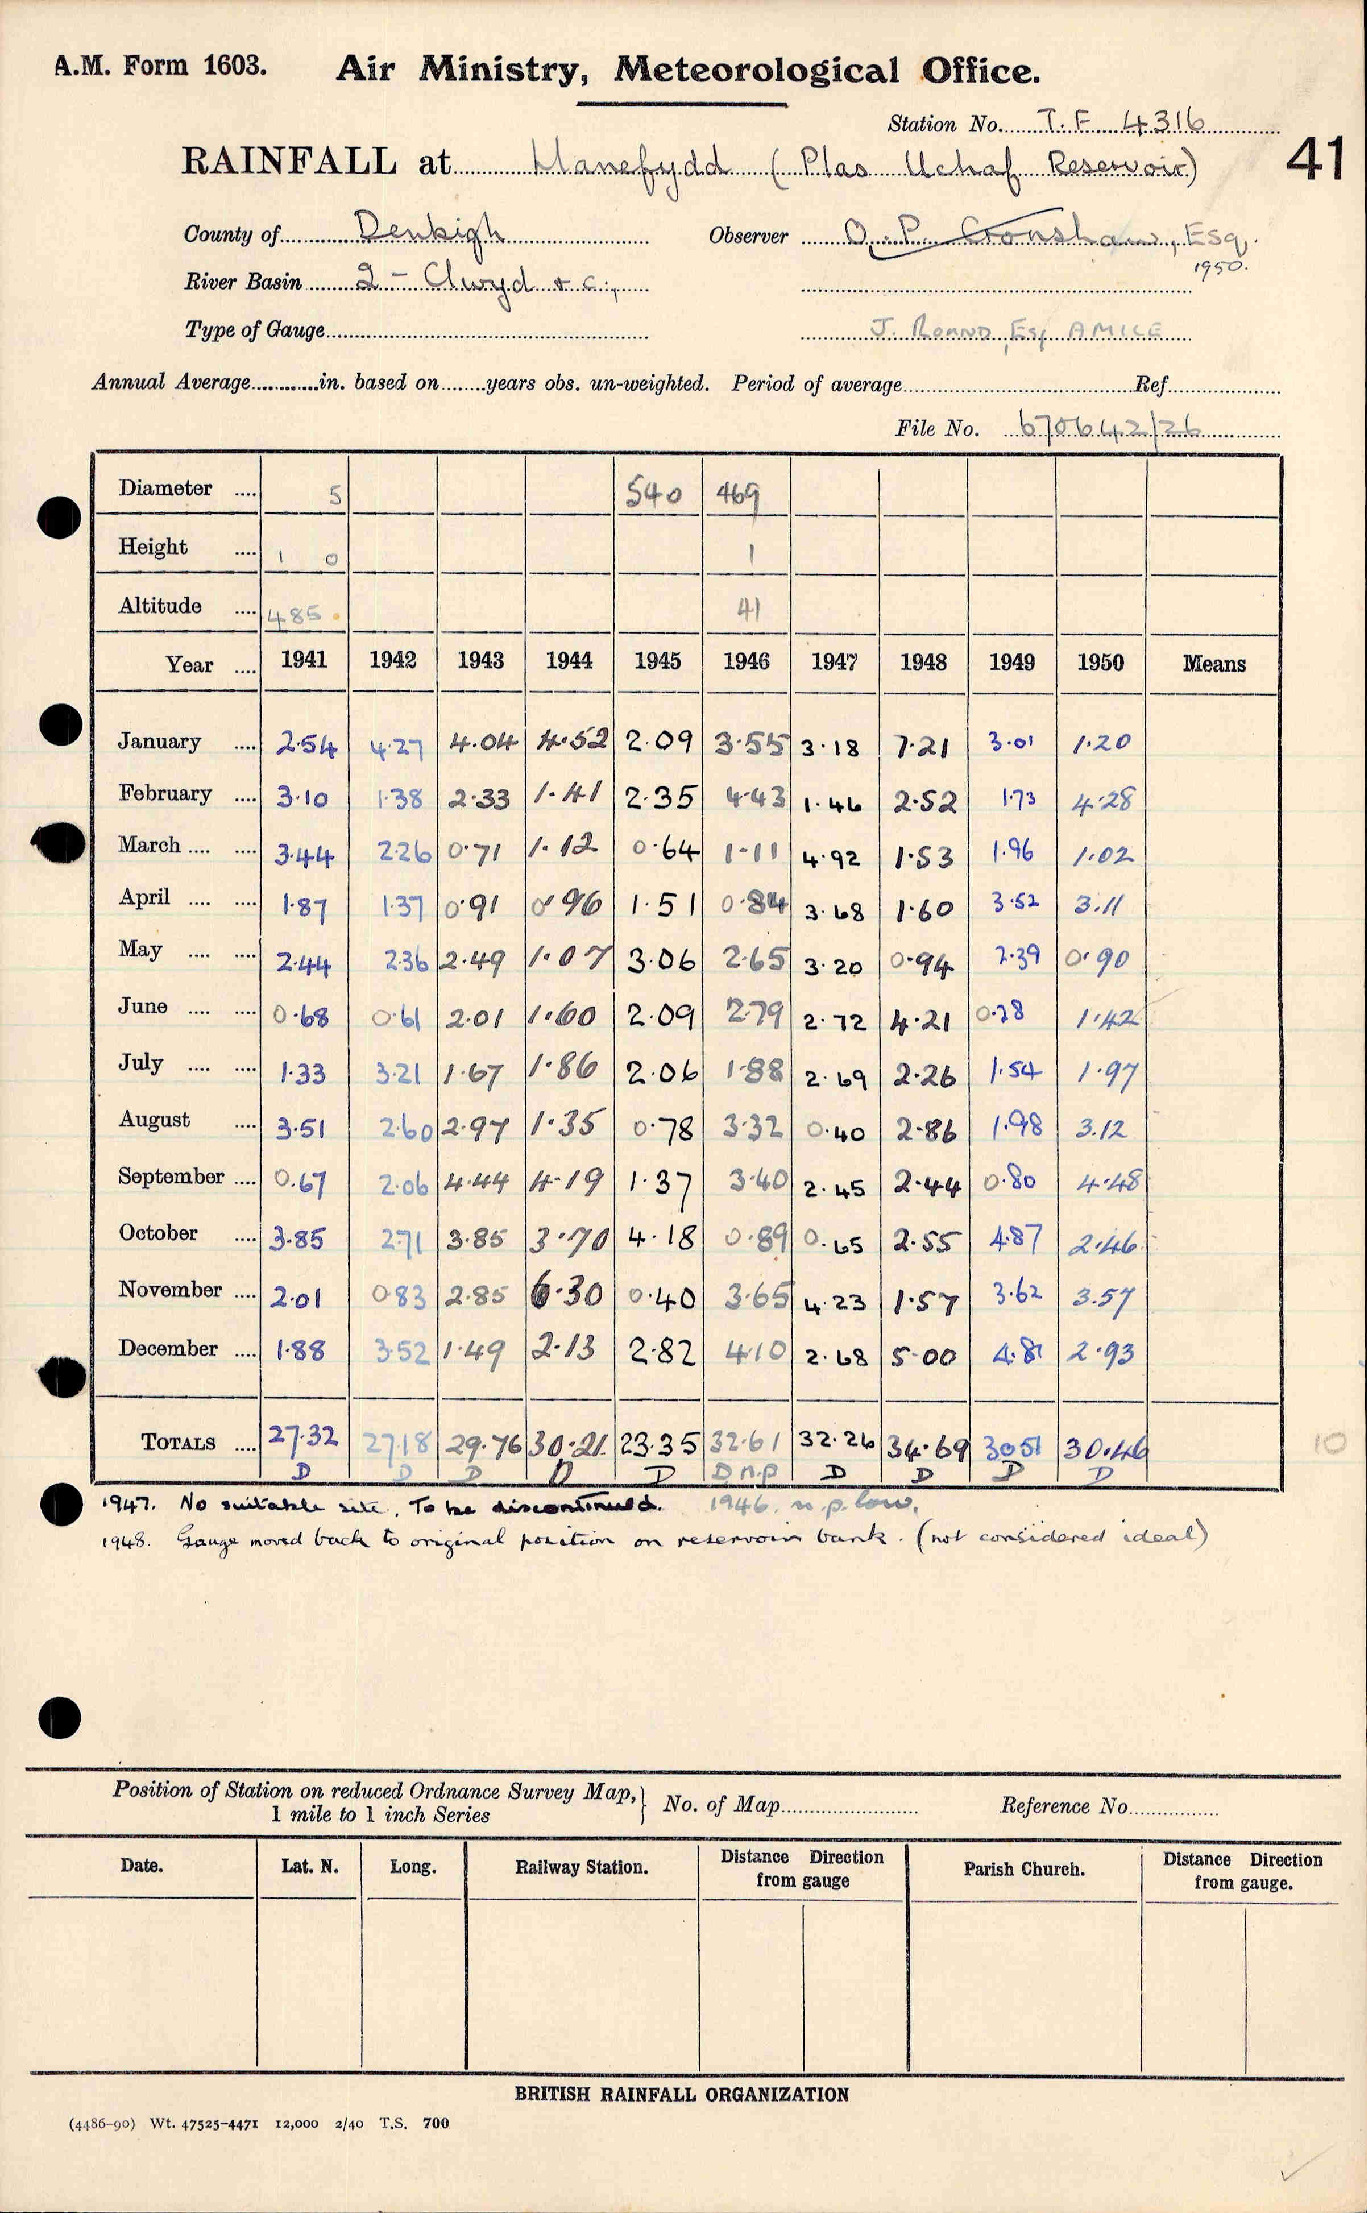 A.M. Form 1603. Air Ministry, Meteorological Office.
Station No. T.F 4316
41
RAINFALL at Llanefydd (Plas Uchaf Reservoir)
County of Denbigh Observer O. P. Cronshaw, Esq.
1950.
River Basin 2 - Clwyd & c.,
Type of Gauge J. Esq AMICE
Annual Average in. based on years obs. un-weighted. Period of average Ref
File No. 670642/26
Diameter .... 5 540 469
Height .... 1 0 1
Altitude .... 485 41
Year .... 1941 1942 1943 1944 1945 1946 1947 1948 1949 1950 Means
January .... 2.54 4.27 4.04 4.52 2.09 3.55 3.18 7.21 3.01 1.20
February .... 3.10 1.38 2.33 1.41 2.35 4.43 1.46 2.52 1.73 4.28
March .... .... 3.44 2.26 0.71 1.12 0.64 1.11 4.92 1.53 1.96 1.02
April .... .... 1.87 1.37 0.91 0.96 1.51 0.84 3.68 1.60 3.52 3.11
May .... .... 2.44 2.36 2.49 1.07 3.06 2.65 3.20 0.94 2.39 0.90
June .... .... 0.68 0.61 2.01 1.60 2.09 2.79 2.72 4.21 0.28 1.42
July .... .... 1.33 3.21 1.67 1.86 2.06 1.88 2.69 2.26 1.54 1.97
August .... 3.51 2.60 2.97 1.35 0.78 3.32 0.40 2.86 1.98 3.12
September .... 0.67 2.06 4.44 4.19 1.37 3.40 2.45 2.44 0.80 4.48
October .... 3.85 2.71 3.85 3.70 4.18 0.89 0.65 2.55 4.87 2.46
November .... 2.01 0.83 2.85 6.30 0.40 3.65 4.23 1.57 3.62 3.57
December .... 1.88 3.52 1.49 2.13 2.82 4.10 2.68 5.00 4.81 2.93
TOTALS .... 27.32 27.18 29.76 30.21 23.35 32.61 32.26 34.69 30.51 30.46 10
D D D D D D n.p D D D D
1947. No suitable site. To be discontinued. 1946. n.p. low.
1948. Gauge moved back to original position on reservoir bank. (not considered ideal)
Position of Station on reduced Ordnance Survey Map, } No. of Map Reference No.
1 mile to 1 inch Series
Date. Lat. N. Long. Railway Station. Distance Direction from gauge Parish Church. Distance Direction from gauge.
BRITISH RAINFALL ORGANIZATION
(4486-90) Wt. 47525-4471 12,000 2/40 T.S. 700